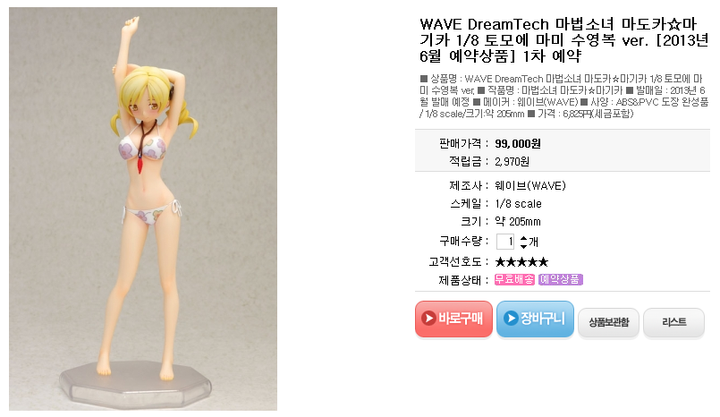 WAVE DreamTech 마법소녀 마도카☆마
기카 1/8 토모에 마미 수영복 ver. [2013년
6월 예약상품] 1차 예약
■ 상품명 : WAVE DreamTech 마법소녀 마도카☆마기카 1/8 토모에 마
미 수영복 ver. ■ 작품명 : 마법소녀 마도카☆마기카 ■ 발매일 : 2013년 6
월 발매 예정 ■ 메이커 : 웨이브(WAVE) ■ 사양 : ABS&PVC 도장 완성품
/ 1/8 scale/크기:약 205mm ■ 가격 : 6,825円(세금포함)
판매가격 : 99,000원
적립금 : 2,970원
제조사 : 웨이브(WAVE)
스케일 : 1/8 scale
크기 : 약 205mm
구매수량 : 1 개
고객선호도 : ★★★★★
제품상태 : 무료배송 예약상품
바로구매 장바구니 상품보관함 리스트